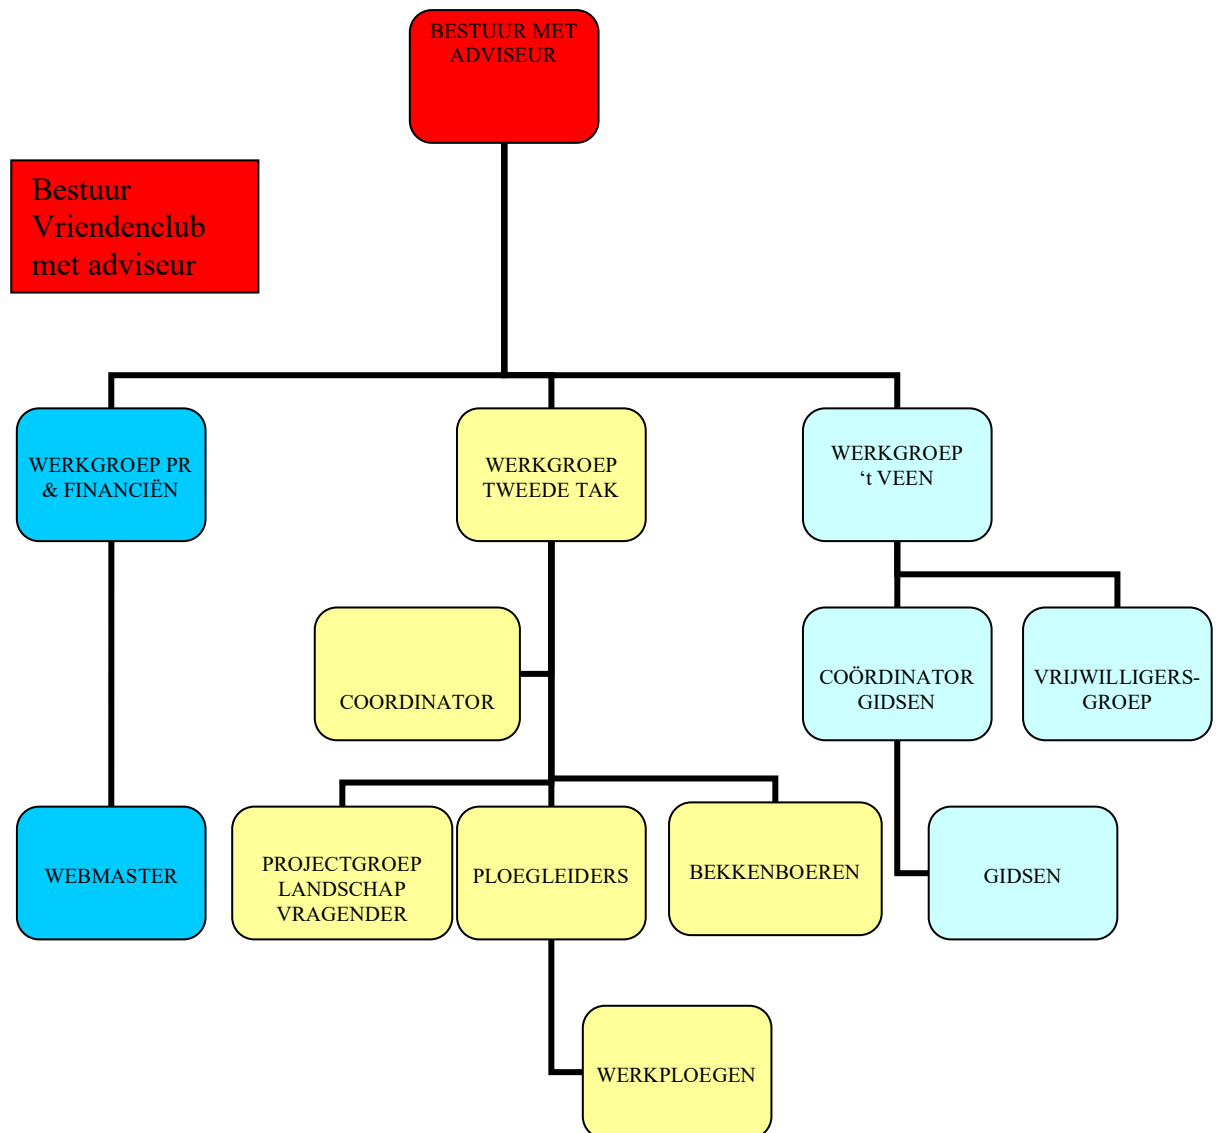 BESTUUR MET
ADVISEUR
Bestuur
Vriendenclub
met adviseur
WERKGROEP PR
& FINANCIËN
WERKGROEP
TWEEDE TAK
WERKGROEP
‘t VEEN
COORDINATOR
COÖRDINATOR
GIDSEN
VRIJWILLIGERS-
GROEP
WEBMASTER
PROJECTGROEP
LANDSCHAP
VRAGENDER
PLOEGLEIDERS
BEKKENBOEREN
GIDSEN
WERKPLOEGEN